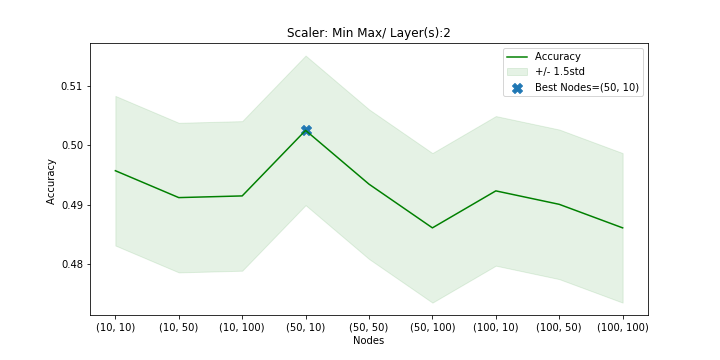 Scaler: Min Max/ Layer(s):2
Accuracy
+/- 1.5std
Best Nodes=(50, 10)
Accuracy
0.51
0.50
0.49
0.48
(10, 10) (10, 50) (10, 100) (50, 10) (50, 50) (50, 100) (100, 10) (100, 50) (100, 100)
Nodes